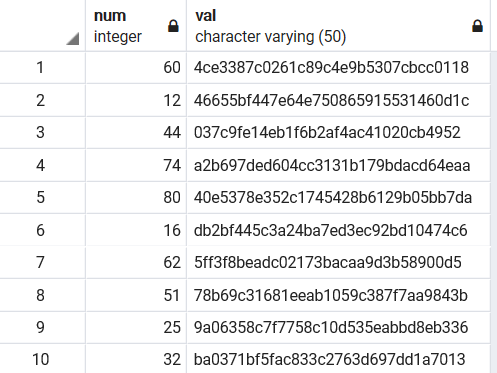 num val
integer character varying (50)
1 60 4ce3387c0261c89c4e9b5307cbcc0118
2 12 46655bf447e64e750865915531460d1c
3 44 037c9fe14eb1f6b2af4ac41020cb4952
4 74 a2b697ded604cc3131b179bdacd64eaa
5 80 40e5378e352c1745428b6129b05bb7da
6 16 db2bf445c3a24ba7ed3ec92bd10474c6
7 62 5ff3f8beadc02173bacaa9d3b58900d5
8 51 78b69c31681eeab1059c387f7aa9843b
9 25 9a06358c7f7758c10d535eabbd8eb336
10 32 ba0371bf5fac833c2763d697dd1a7013